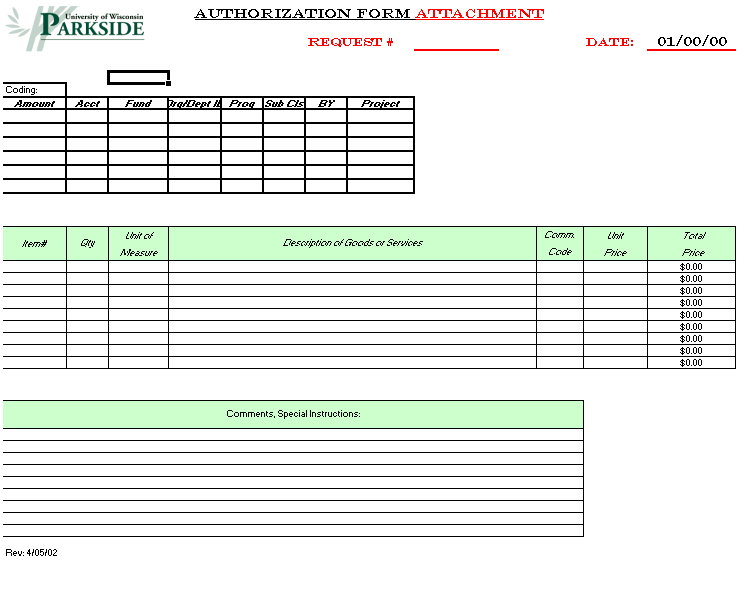 University of Wisconsin
PARKSIDE
AUTHORIZATION FORM ATTACHMENT
REQUEST #
DATE: 01/00/00
Coding:
Amount Acct Fund Org/Dept ID Prog Sub Cls BY Project
Item# Qty Unit of Measure Description of Goods or Services Comm. Code Unit Price Total Price
$0.00
$0.00
$0.00
$0.00
$0.00
$0.00
$0.00
$0.00
$0.00
Comments, Special Instructions:
Rev: 4/05/02